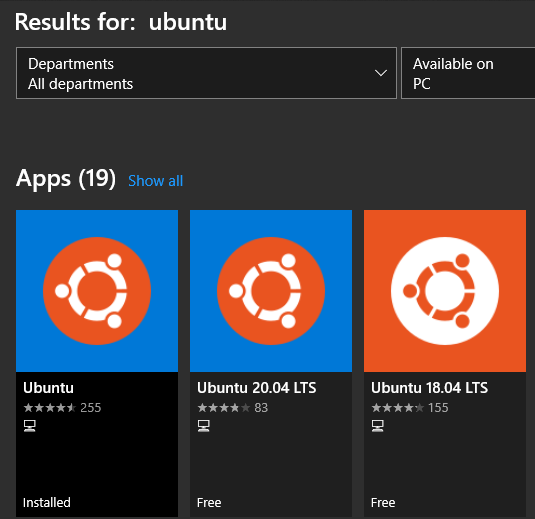 Results for: ubuntu
Departments
All departments
Available on
PC
Apps (19) Show all
Ubuntu
255
Installed
Ubuntu 20.04 LTS
83
Free
Ubuntu 18.04 LTS
155
Free